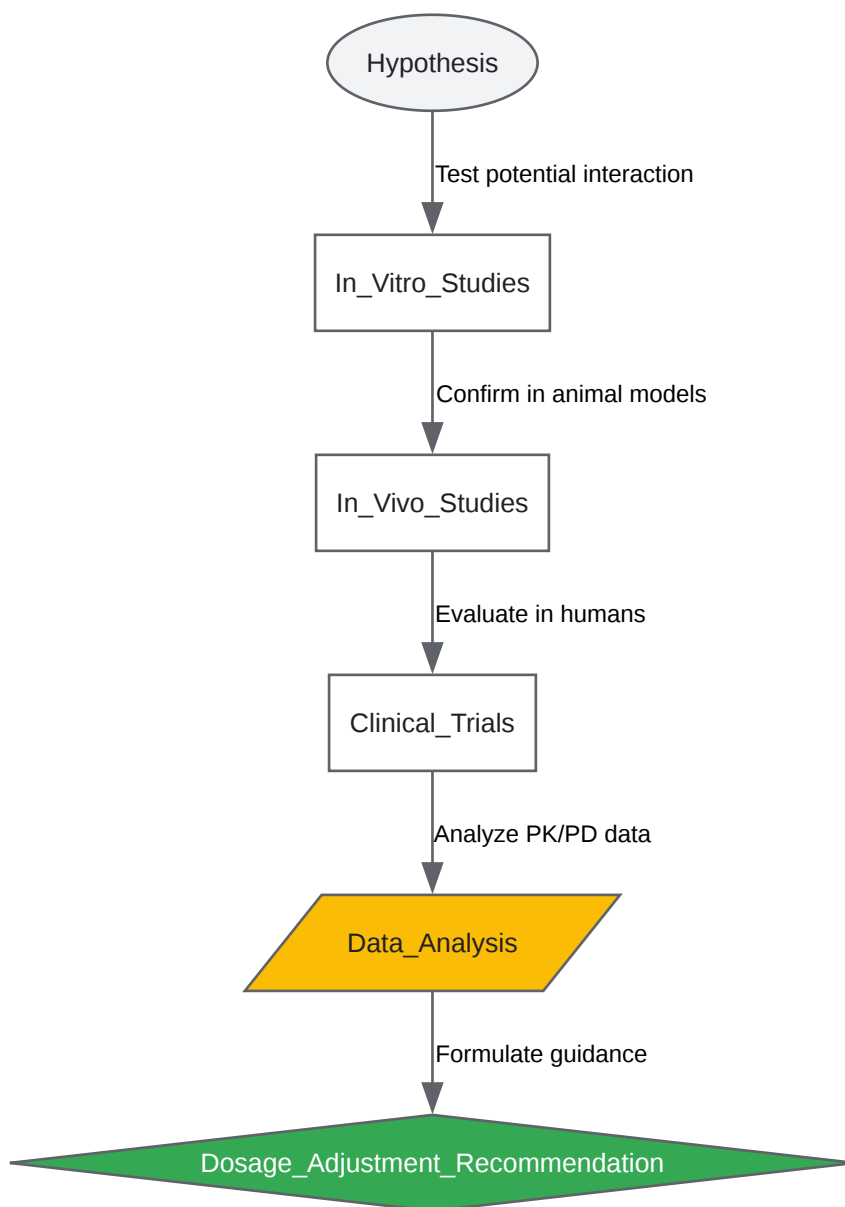 Hypothesis
Test potential interaction
In_Vitro_Studies
Confirm in animal models
In_Vivo_Studies
Evaluate in humans
Clinical_Trials
Analyze PK/PD data
Data_Analysis
Formulate guidance
Dosage_Adjustment_Recommendation